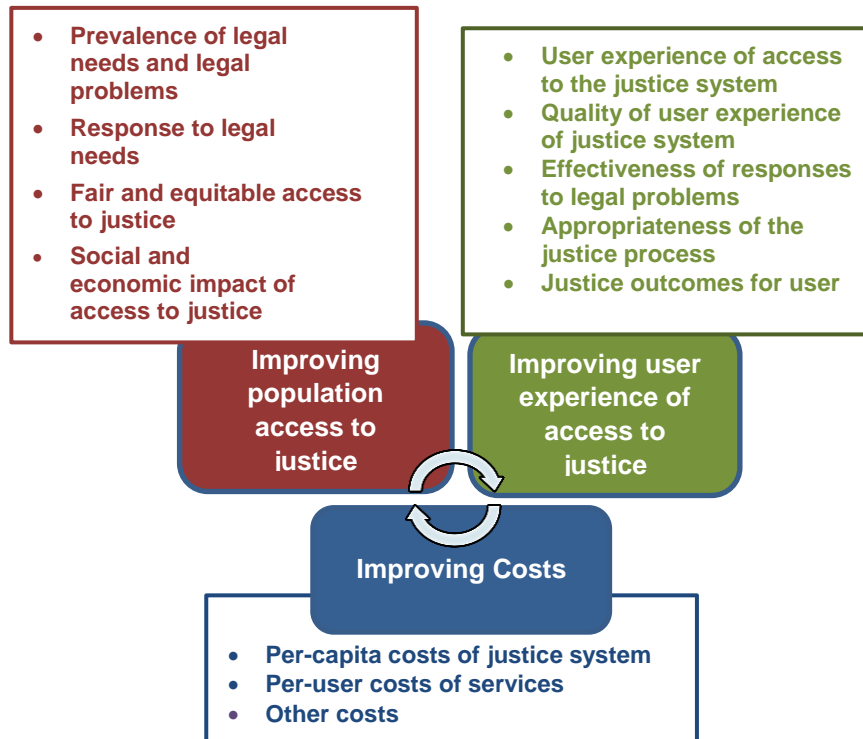 • Prevalence of legal
needs and legal
problems
• Response to legal
needs
• Fair and equitable access
to justice
• Social and
economic impact of
access to justice
• User experience of access
to the justice system
• Quality of user experience
of justice system
• Effectiveness of responses
to legal problems
• Appropriateness of the
justice process
• Justice outcomes for user
Improving
population
access to
justice
Improving user
experience of
access to
justice
Improving Costs
• Per-capita costs of justice system
• Per-user costs of services
• Other costs